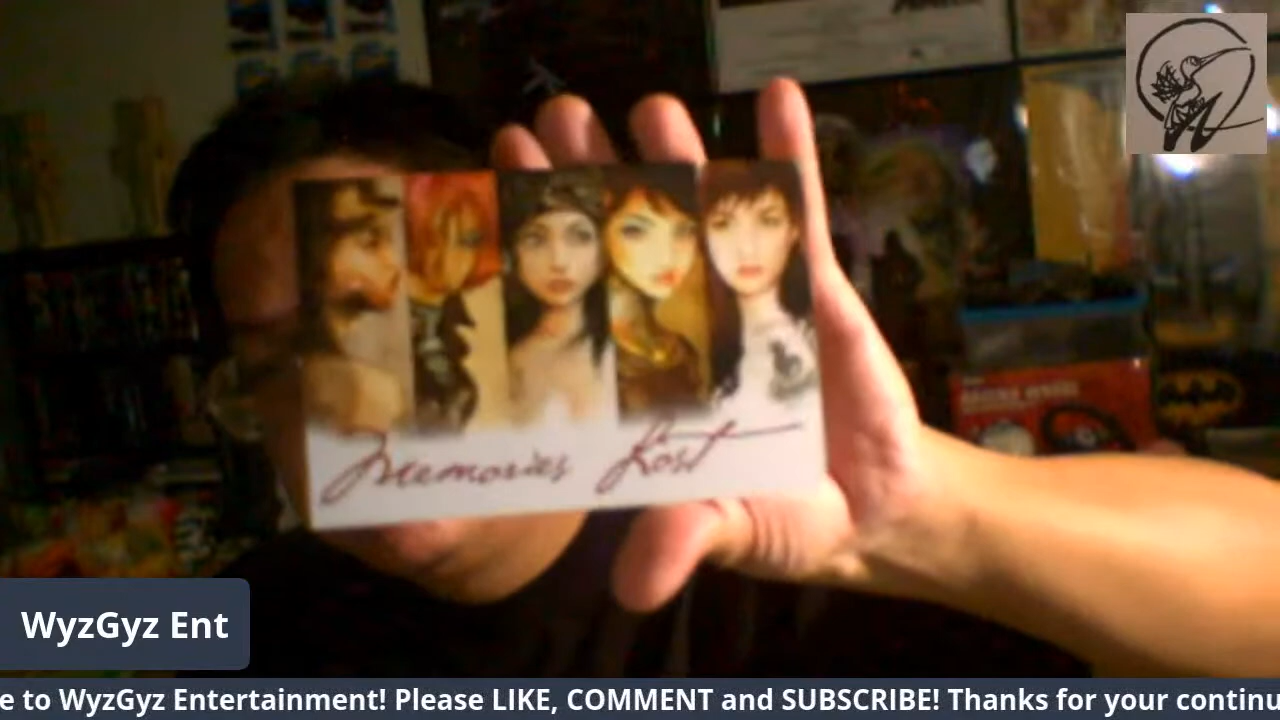 Memories Lost
WyzGyz Ent
e to WyzGyz Entertainment! Please LIKE, COMMENT and SUBSCRIBE! Thanks for your continu